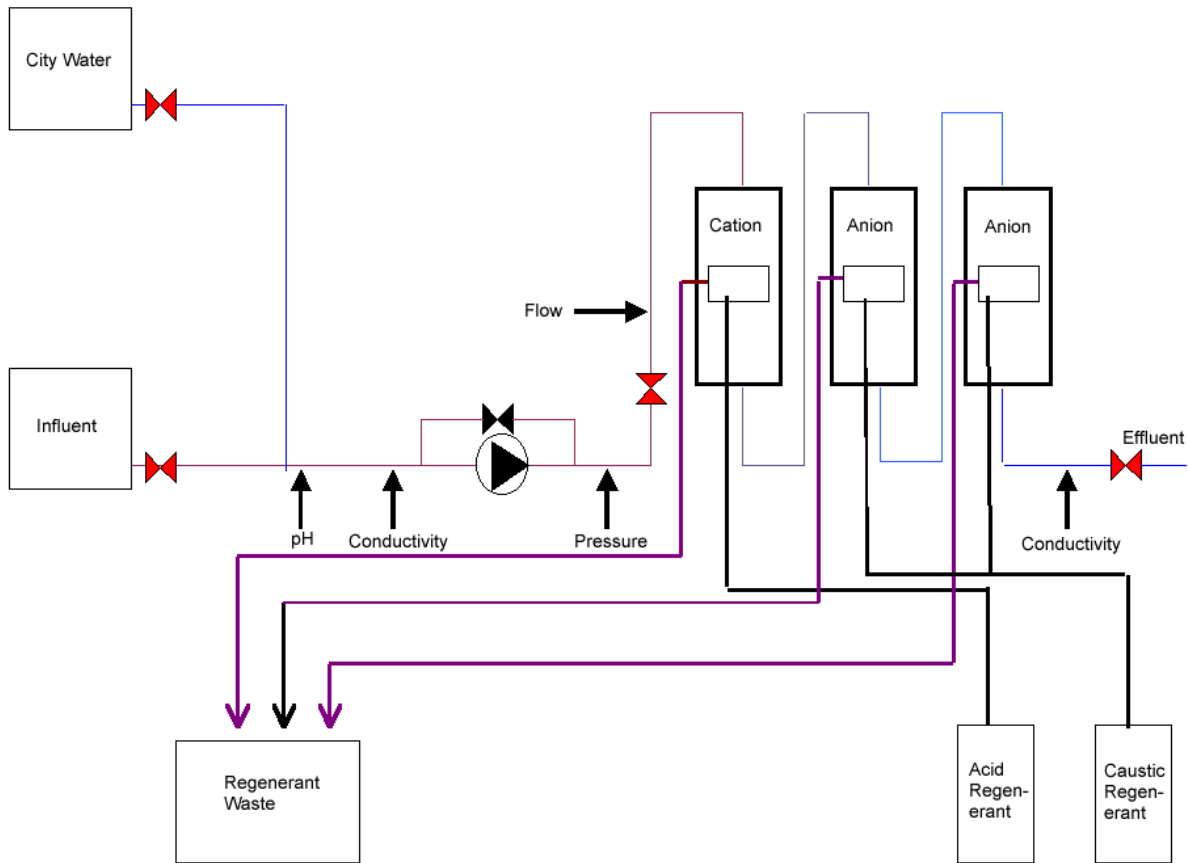 City Water
Cation
Anion
Anion
Flow
Influent
Effluent
pH
Conductivity
Pressure
Conductivity
Regenerant
Waste
Acid
Regen-
erant
Caustic
Regen-
erant